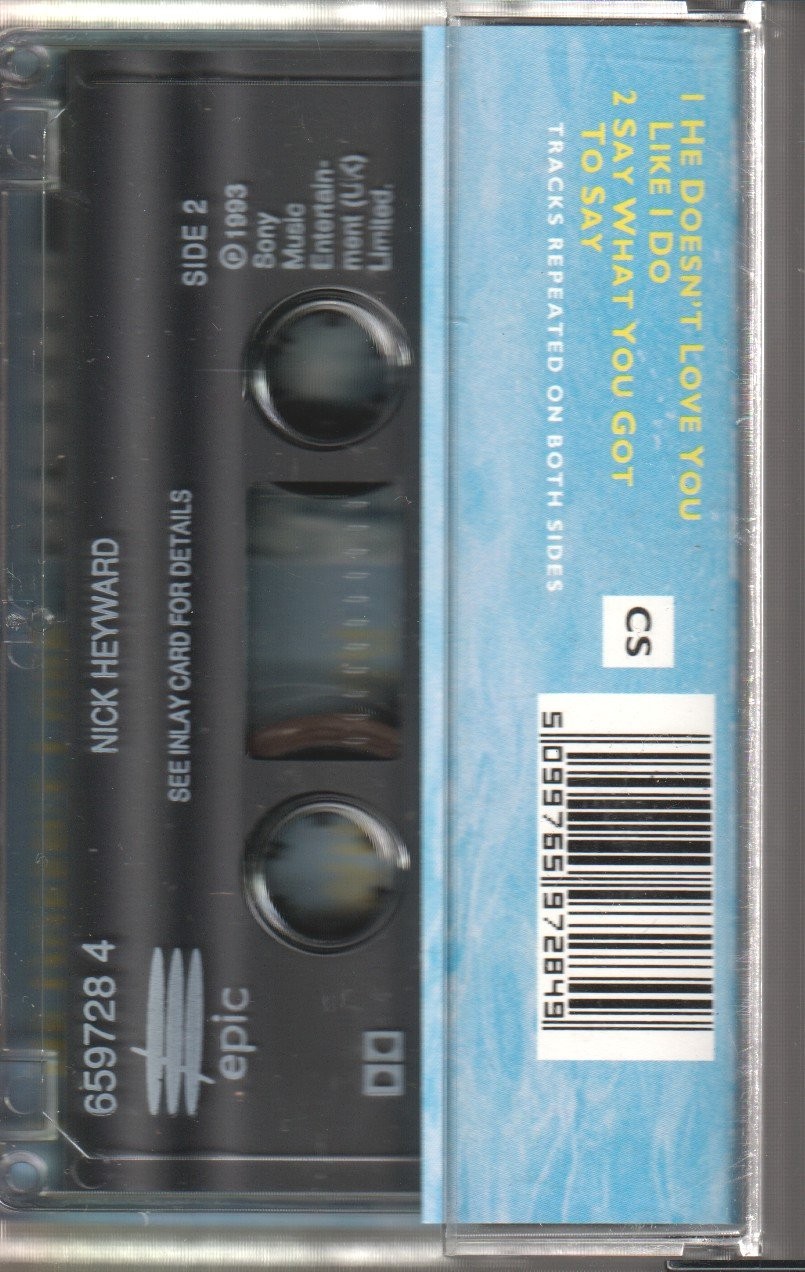 1 HE DOESN'T LOVE YOU
LIKE I DO
2 SAY WHAT YOU GOT
TO SAY
TRACKS REPEATED ON BOTH SIDES
CS
5 099765 972849
659728 4
NICK HEYWARD
SEE INLAY CARD FOR DETAILS
SIDE 2
epic
℗ 1993
Sony
Music
Entertain-
ment (UK)
Limited.